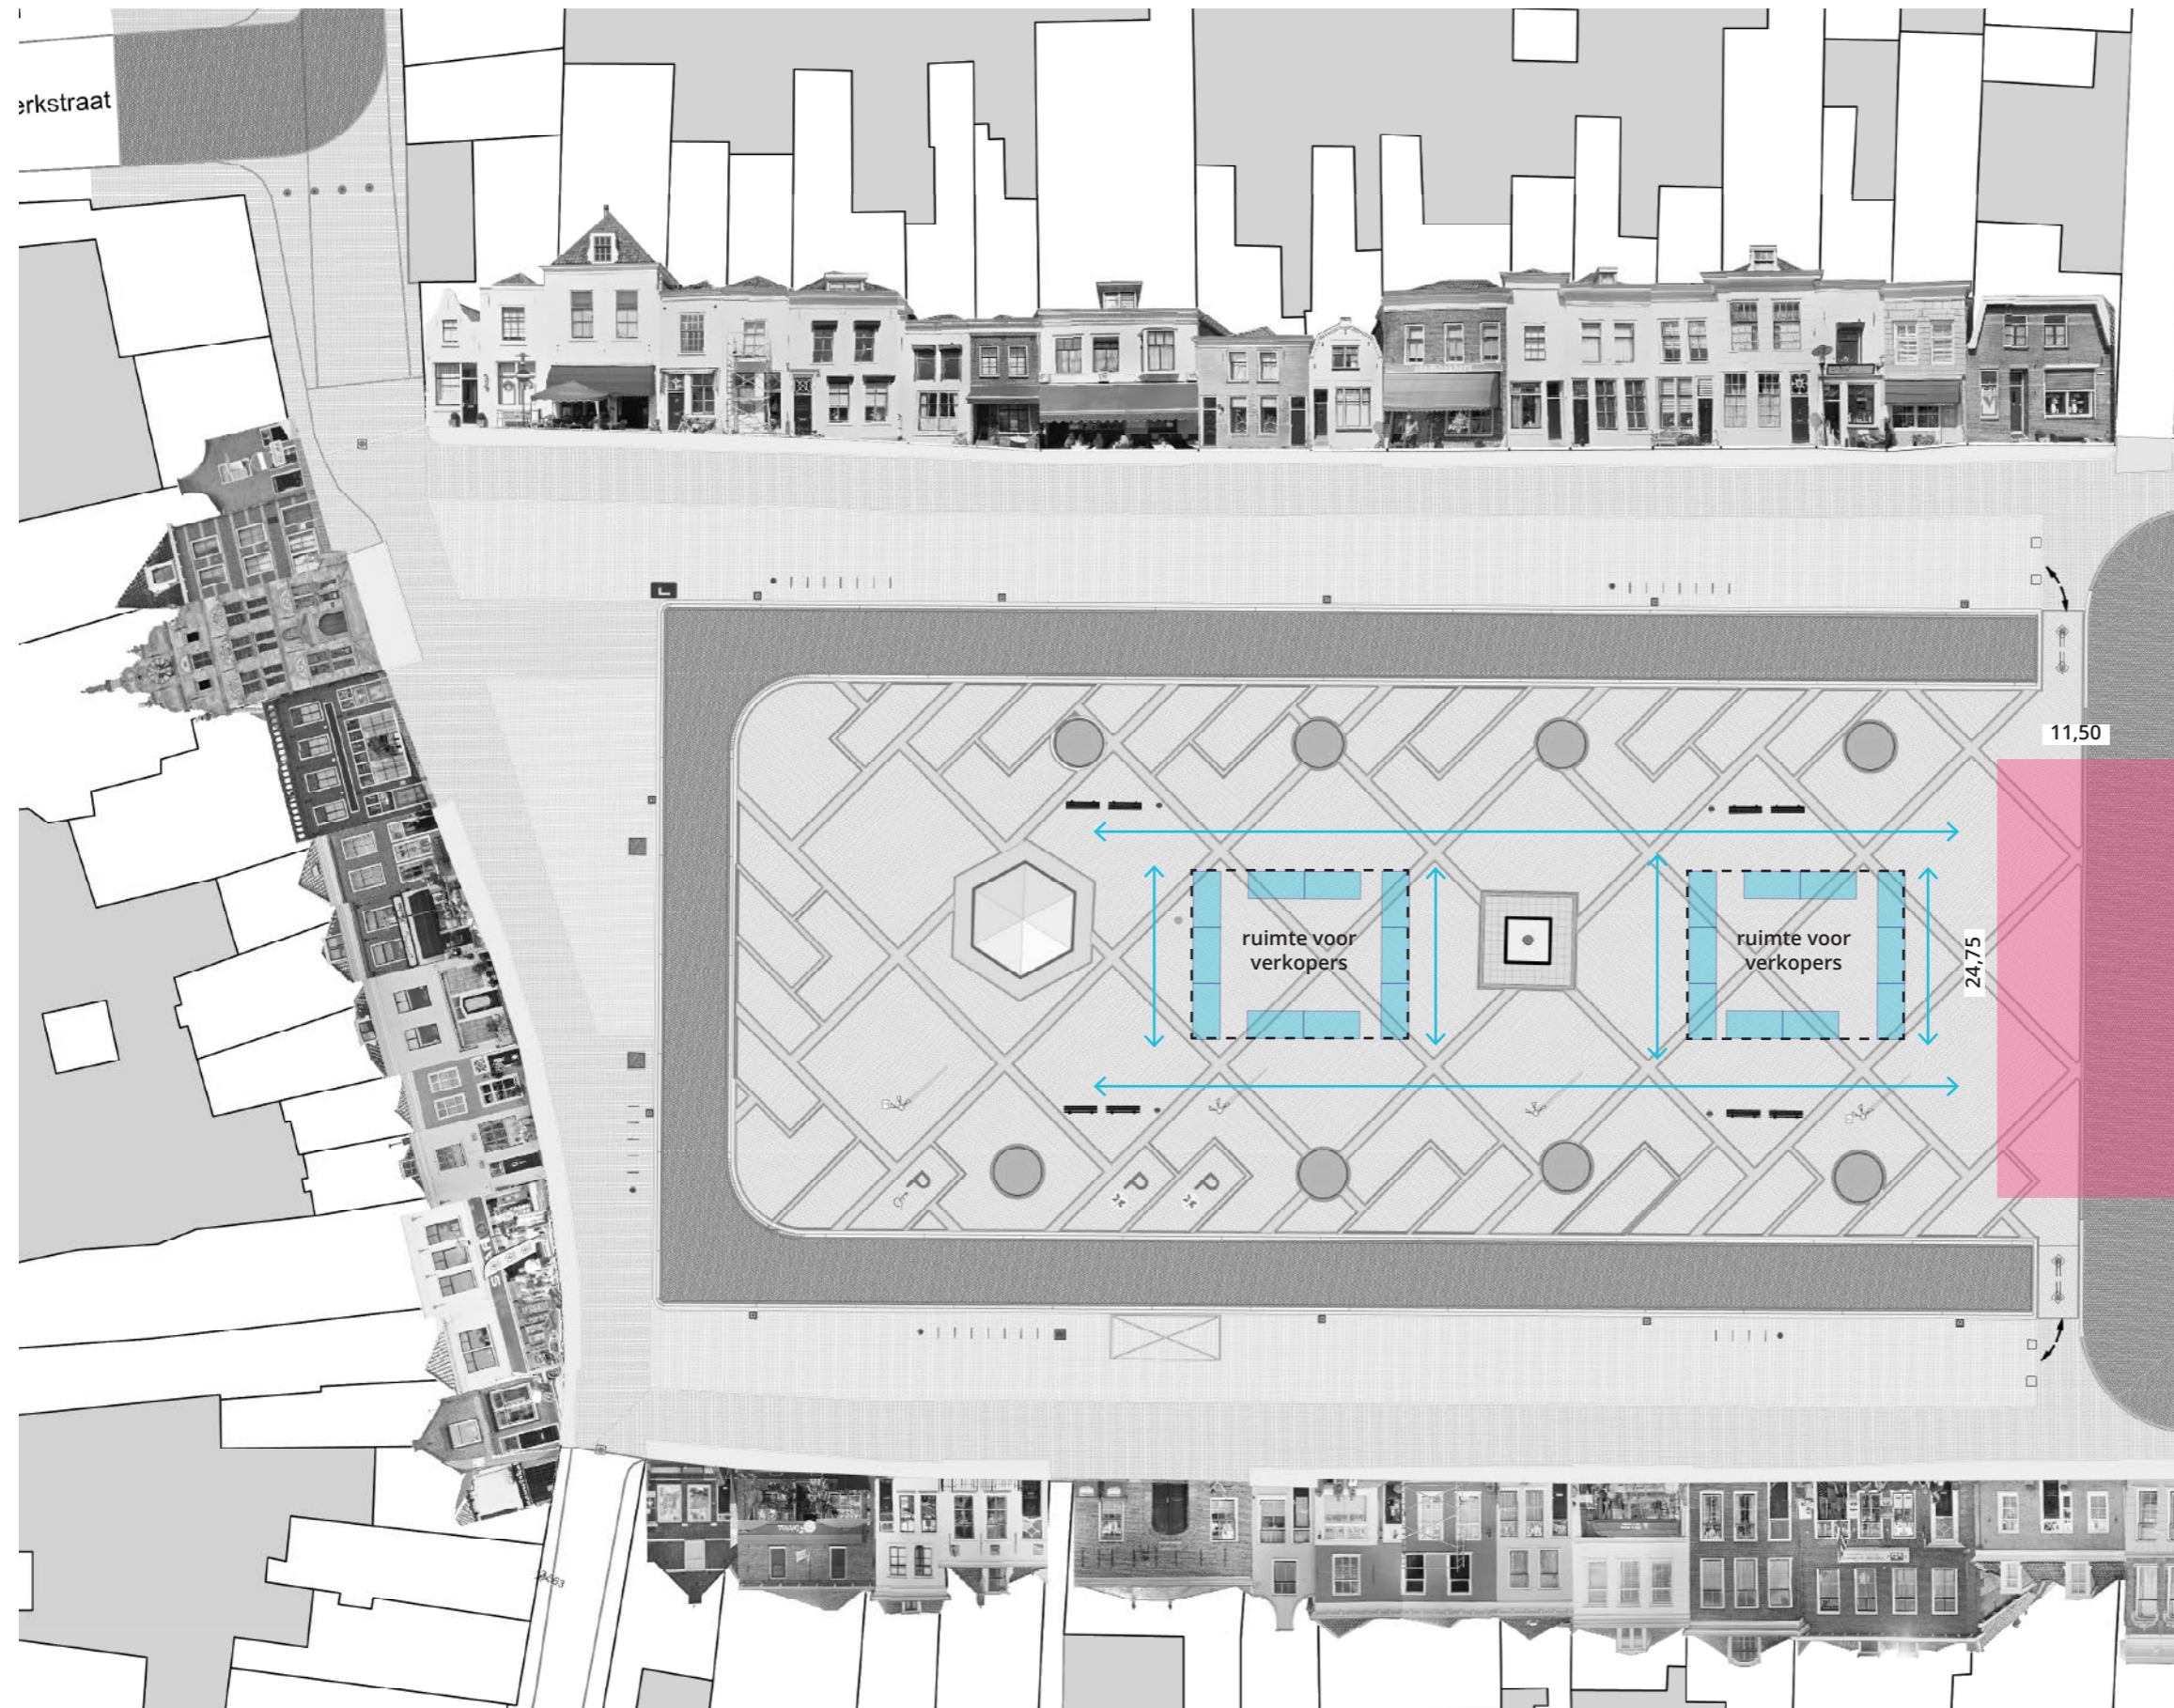 erkstraat
11,50
ruimte voor
verkopers
ruimte voor
verkopers
24,75
P
P
P